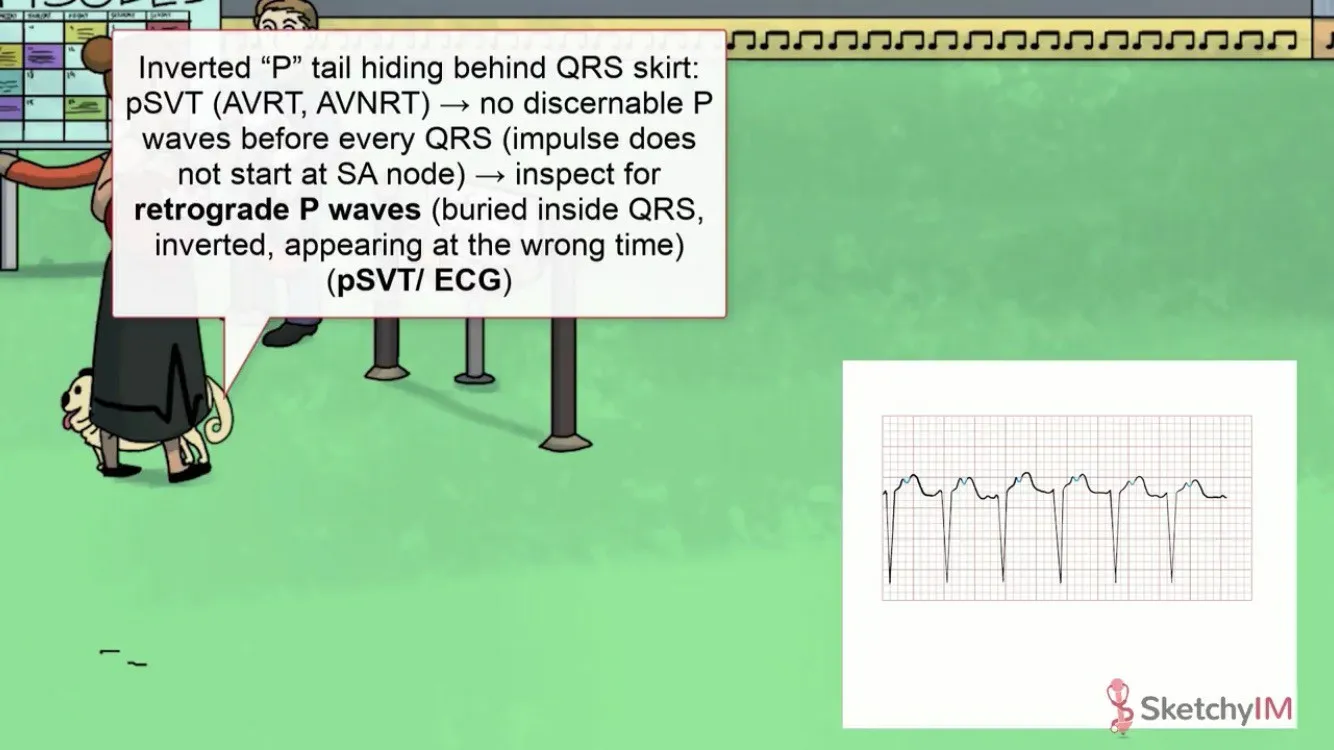 Inverted “P” tail hiding behind QRS skirt:
pSVT (AVRT, AVNRT) → no discernable P
waves before every QRS (impulse does
not start at SA node) → inspect for
retrograde P waves (buried inside QRS,
inverted, appearing at the wrong time)
(pSVT/ ECG)
SketchyIM